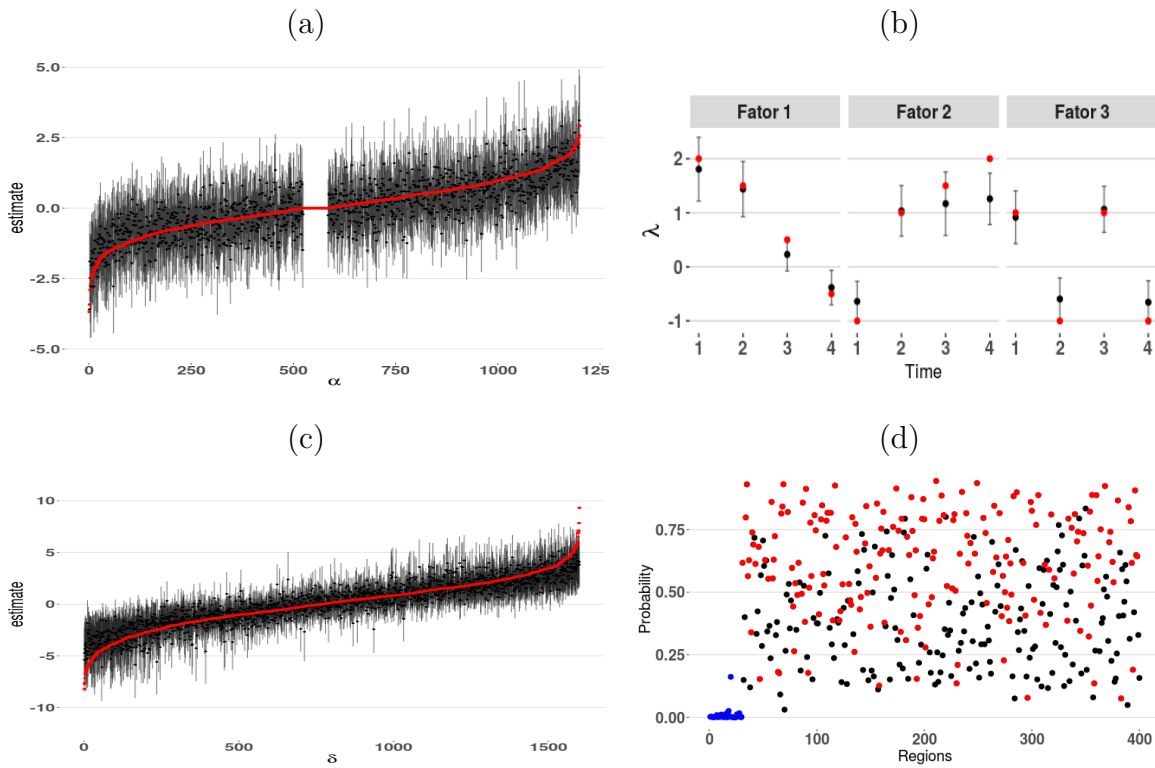 (a)
5.0
2.5
0.0
-2.5
-5.0
estimate
0 250 500 750 1000 125
α
(b)
Fator 1 Fator 2 Fator 3
2
1
0
-1
λ
1 2 3 4 1 2 3 4 1 2 3 4
Time
(c)
10
5
0
-5
-10
estimate
0 500 1000 1500
δ
(d)
0.75
0.50
0.25
0.00
Probability
0 100 200 300 400
Regions